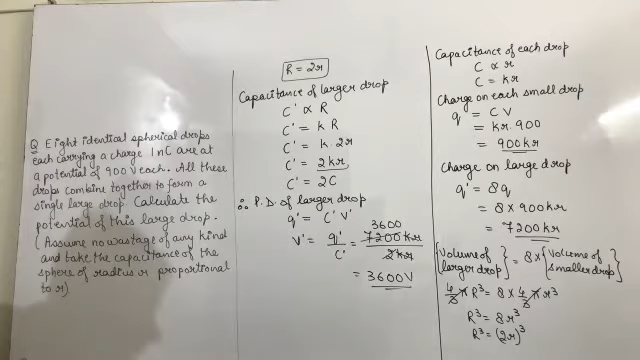 Q Eight identical spherical drops
each carrying a charge 1 nC are at
a potential of 900 V each. All these
drops combine together to form a
single large drop. Calculate the
potential of this large drop.
(Assume no wastage of any kind
and take the capacitance of the
sphere of radius r proportional
to r)
Capacitance of each drop
C ∝ r
C = kr
Charge on each small drop
q = CV
= kr.900
= 900kr
Charge on large drop
q' = 8q
= 8 × 900kr
= 7200kr
{Volume of larger drop} = 8 × {Volume of smaller drop}
4/3 π R³ = 8 × 4/3 π r³
R³ = 8r³
R³ = (2r)³
R = 2r
Capacitance of larger drop
C' ∝ R
C' = k R
C' = k.2r
C' = 2kr
C' = 2C
∴ P.D. of larger drop
q' = C' V'
V' = q'/C' = 7200kr/2kr 3600
= 3600V